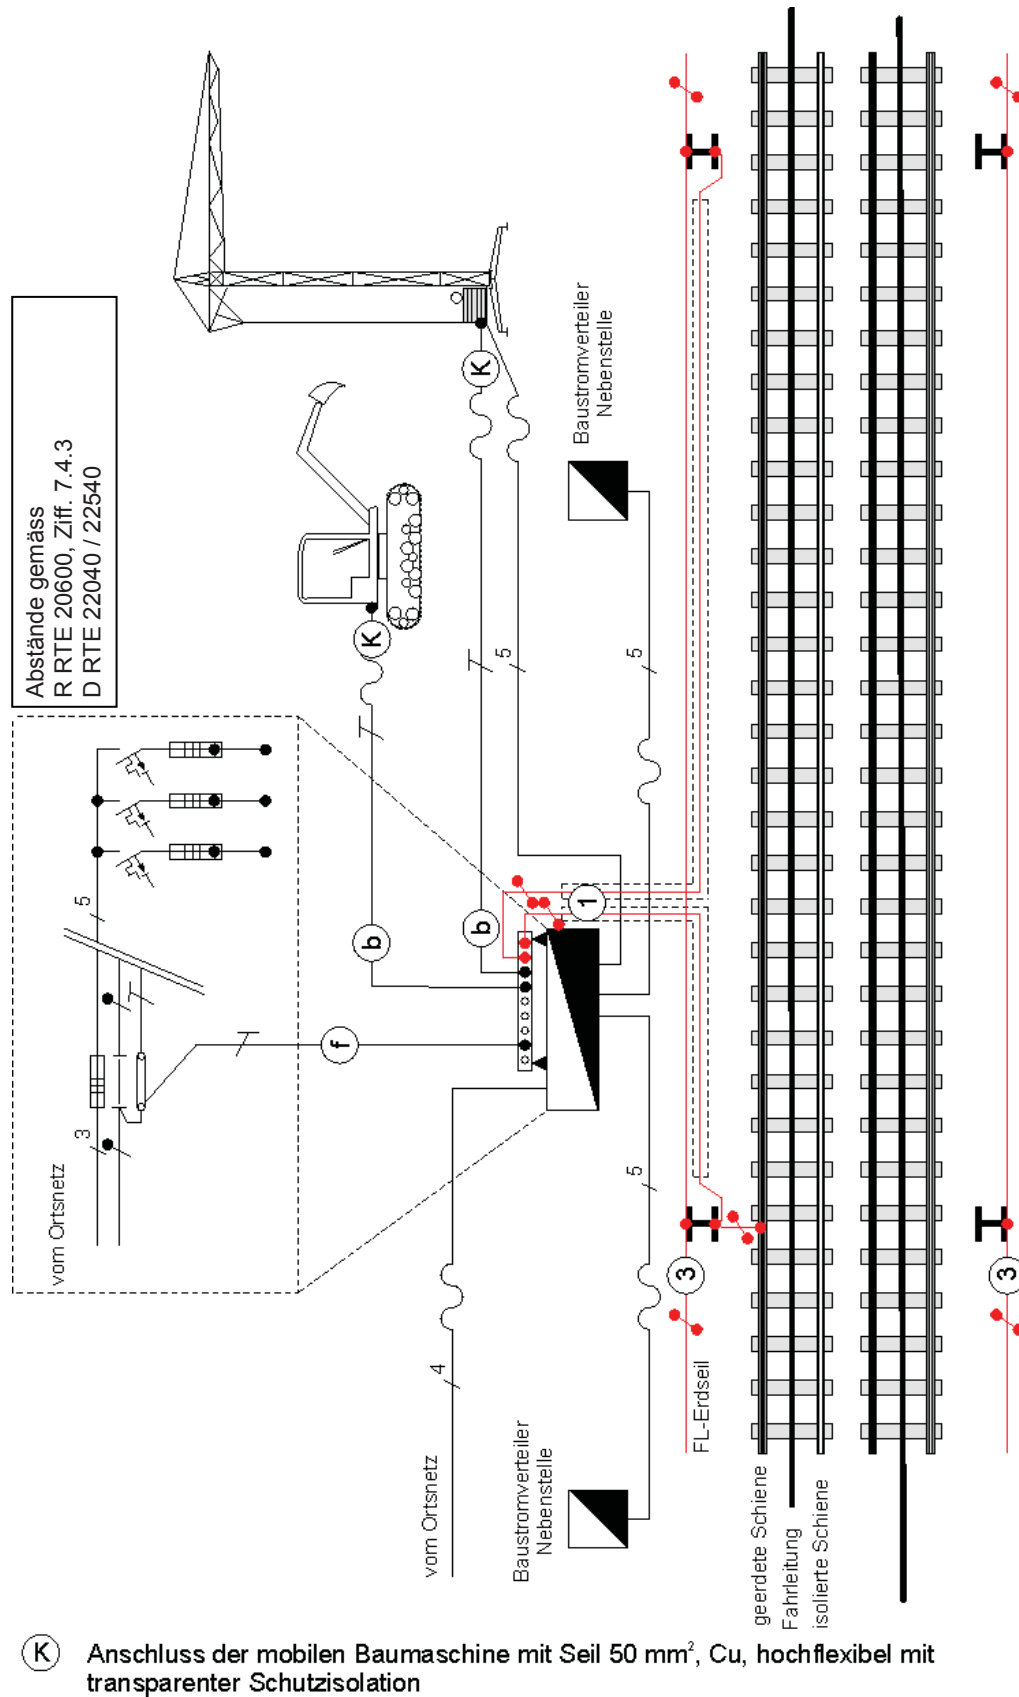 Abstände gemäss
R RTE 20600, Ziff. 7.4.3
D RTE 22040 / 22540
vom Ortsnetz
3
5
f
b
b
K
K
5
5
5
4
1
3
3
vom Ortsnetz
Baustromverteiler
Nebenstelle
Baustromverteiler
Nebenstelle
FL-Erdseil
geerdete Schiene
Fahrleitung
isolierte Schiene
K Anschluss der mobilen Baumaschine mit Seil 50 mm², Cu, hochflexibel mit
transparenter Schutzisolation